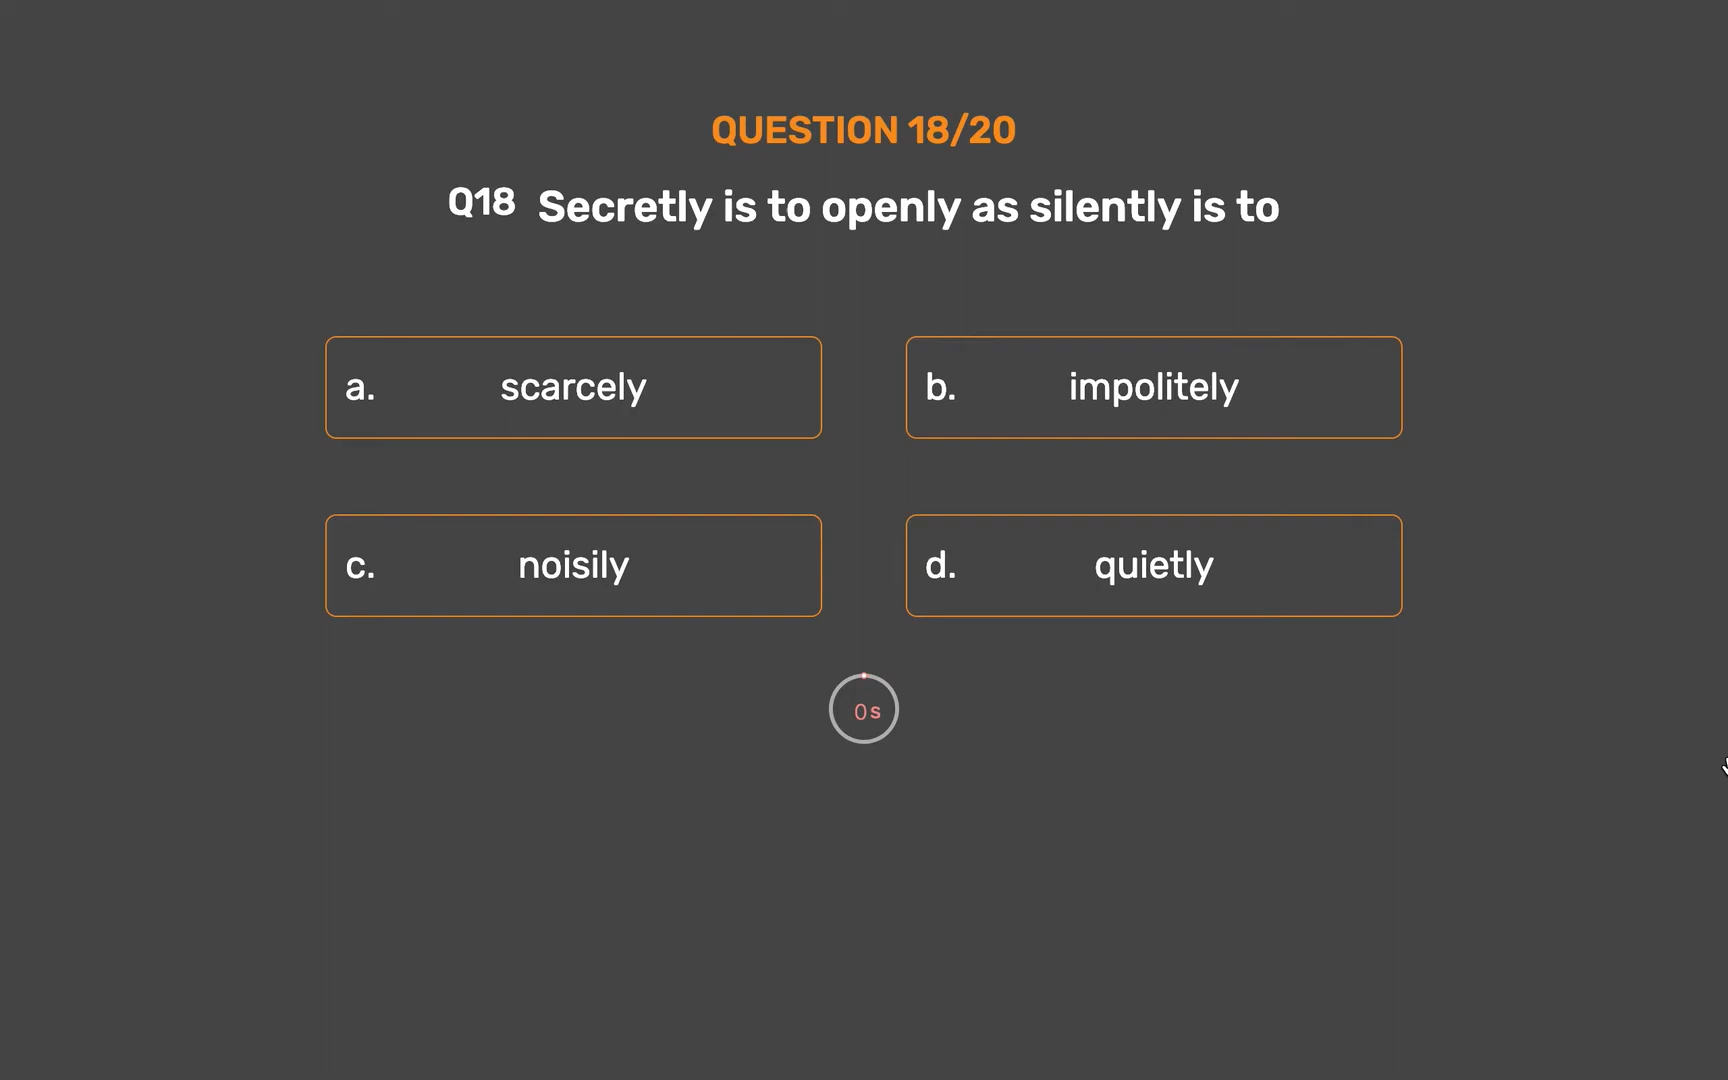 QUESTION 18/20
Q18 Secretly is to openly as silently is to
a. scarcely
b. impolitely
c. noisily
d. quietly
0s